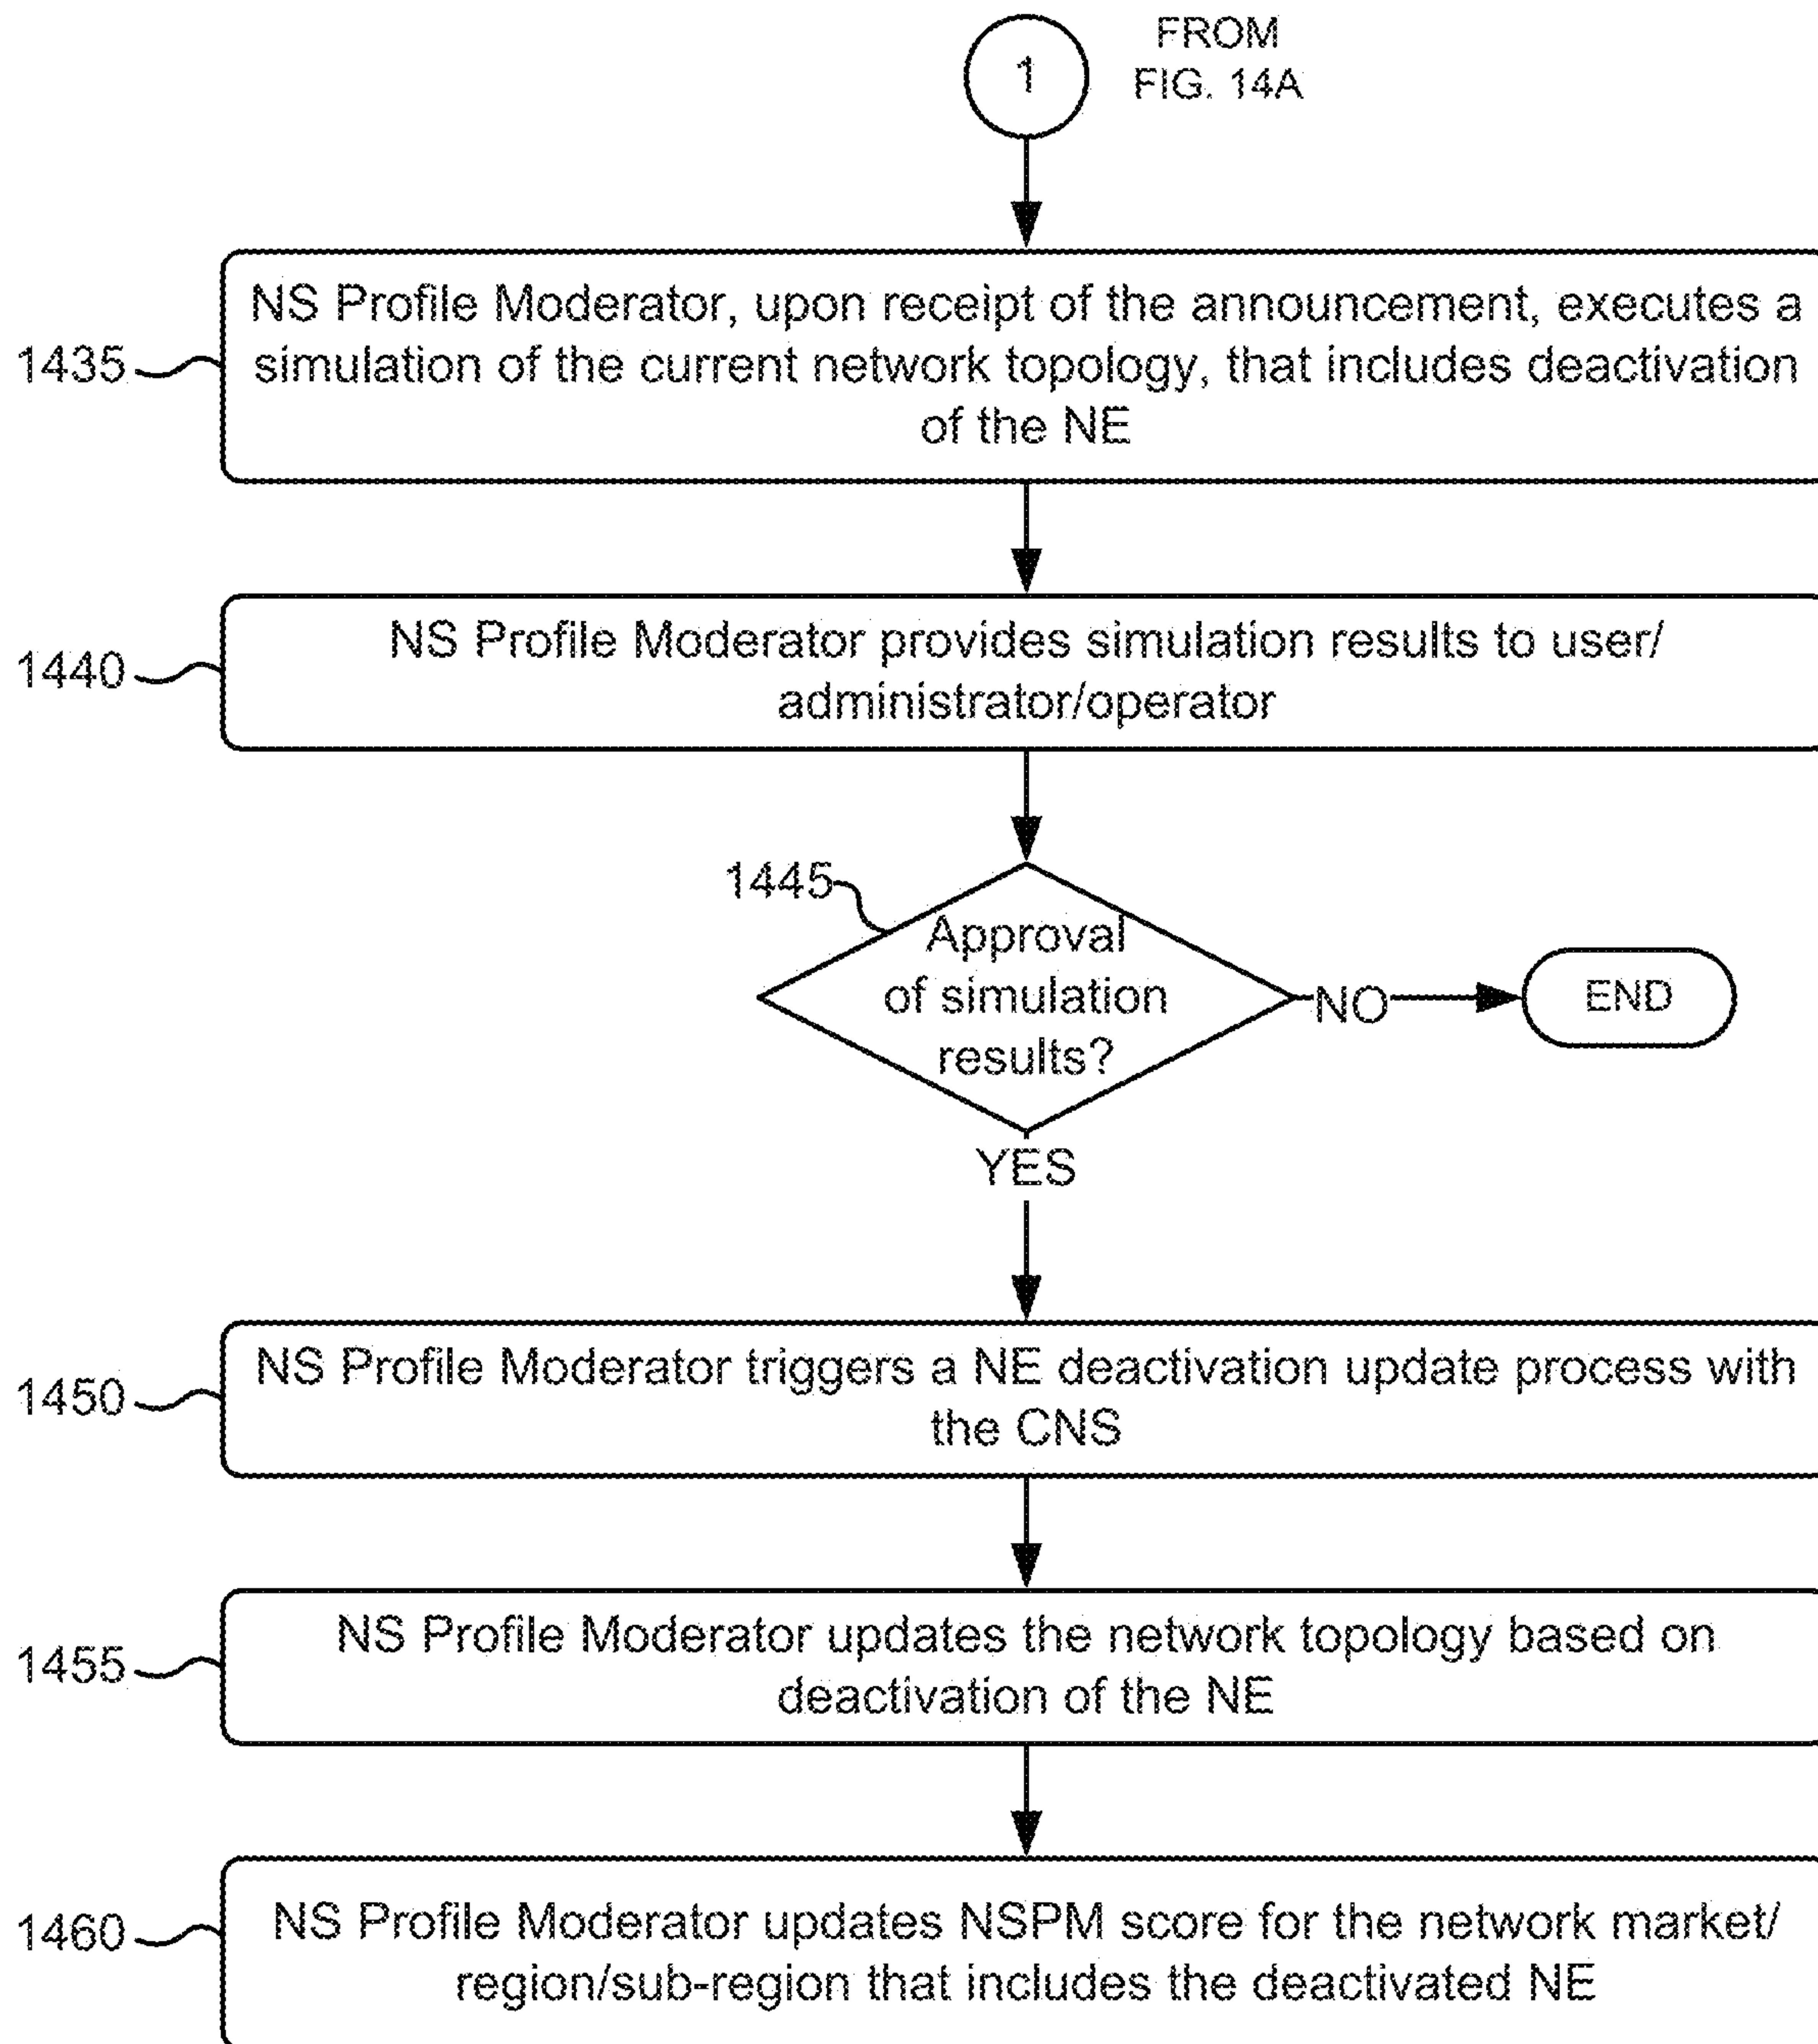 1
FROM
FIG. 14A
1435
NS Profile Moderator, upon receipt of the announcement, executes a
simulation of the current network topology, that includes deactivation
of the NE
1440
NS Profile Moderator provides simulation results to user/
administrator/operator
1445
Approval
of simulation
results?
NO
END
YES
1450
NS Profile Moderator triggers a NE deactivation update process with
the CNS
1455
NS Profile Moderator updates the network topology based on
deactivation of the NE
1460
NS Profile Moderator updates NSPM score for the network market/
region/sub-region that includes the deactivated NE